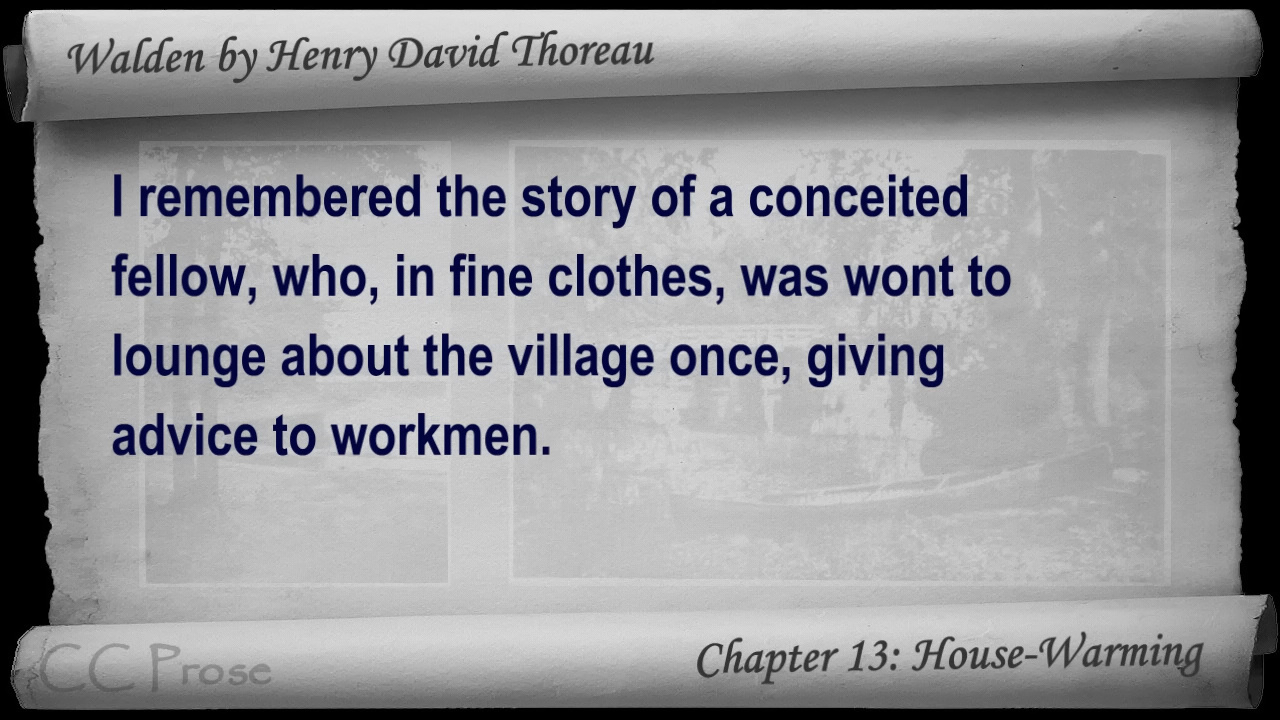 Walden by Henry David Thoreau
I remembered the story of a conceited
fellow, who, in fine clothes, was wont to
lounge about the village once, giving
advice to workmen.
CC Prose
Chapter 13: House-Warming